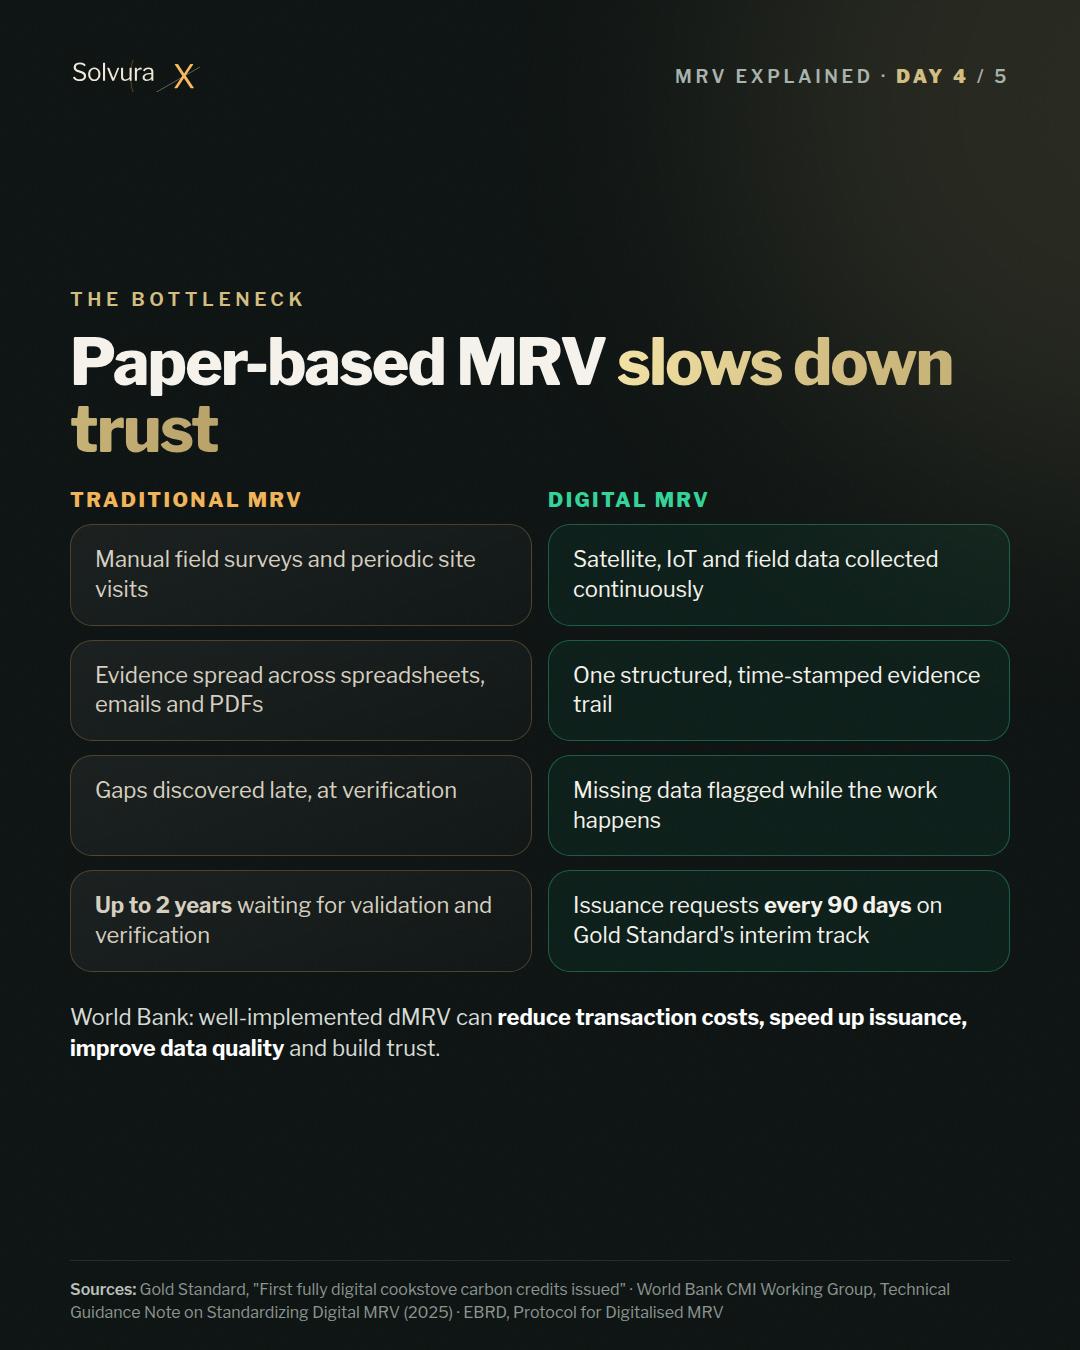 Solvura X
MRV EXPLAINED · DAY 4 / 5
THE BOTTLENECK
Paper-based MRV slows down
trust
TRADITIONAL MRV
DIGITAL MRV
Manual field surveys and periodic site
visits
Satellite, IoT and field data collected
continuously
Evidence spread across spreadsheets,
emails and PDFs
One structured, time-stamped evidence
trail
Gaps discovered late, at verification
Missing data flagged while the work
happens
Up to 2 years waiting for validation and
verification
Issuance requests every 90 days on
Gold Standard's interim track
World Bank: well-implemented dMRV can reduce transaction costs, speed up issuance,
improve data quality and build trust.
Sources: Gold Standard, "First fully digital cookstove carbon credits issued" · World Bank CMI Working Group, Technical
Guidance Note on Standardizing Digital MRV (2025) · EBRD, Protocol for Digitalised MRV